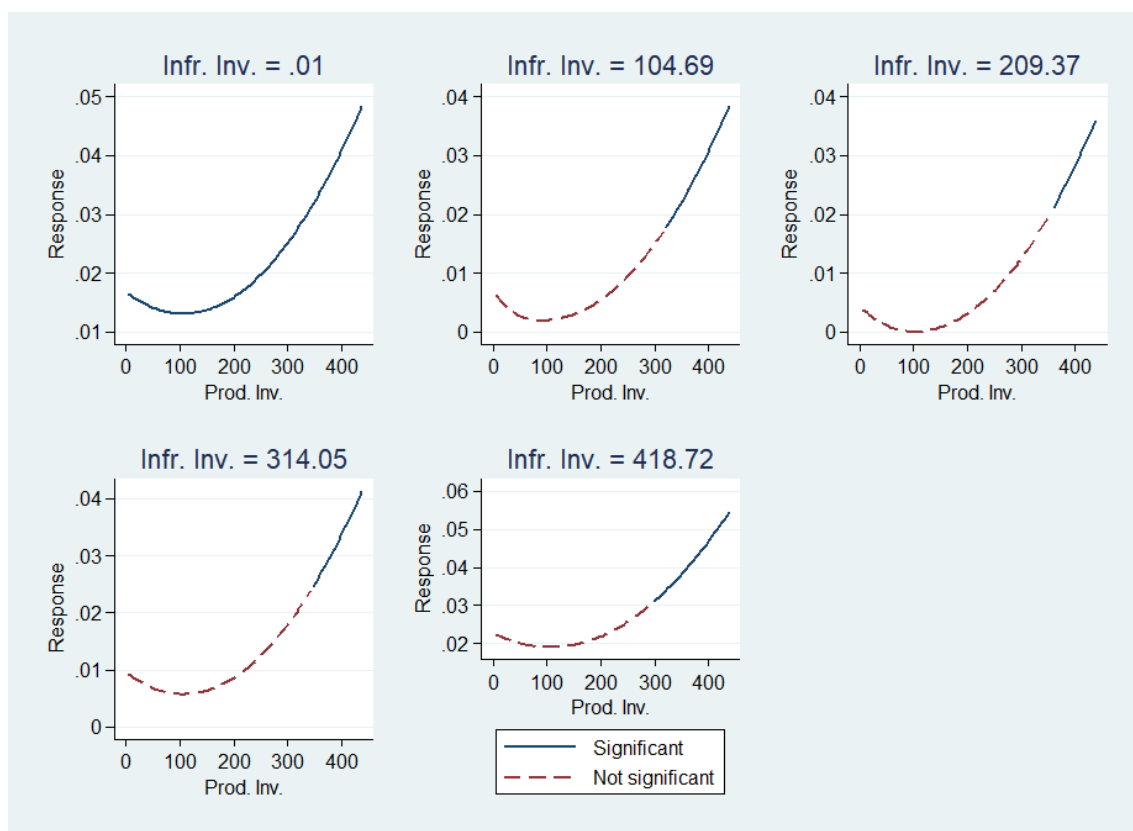 Infr. Inv. = .01
.05
.04
.03
.02
.01
Response
0 100 200 300 400
Prod. Inv.
Infr. Inv. = 104.69
.04
.03
.02
.01
0
Response
0 100 200 300 400
Prod. Inv.
Infr. Inv. = 209.37
.04
.03
.02
.01
0
Response
0 100 200 300 400
Prod. Inv.
Infr. Inv. = 314.05
.04
.03
.02
.01
0
Response
0 100 200 300 400
Prod. Inv.
Infr. Inv. = 418.72
.06
.05
.04
.03
.02
Response
0 100 200 300 400
Prod. Inv.
Significant
Not significant